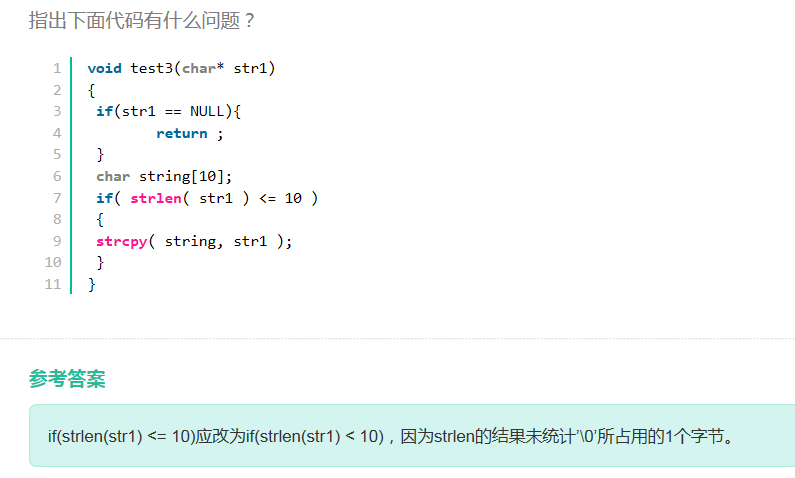 指出下面代码有什么问题？
1 void test3(char* str1)
2 {
3 if(str1 == NULL){
4 return ;
5 }
6 char string[10];
7 if( strlen( str1 ) <= 10 )
8 {
9 strcpy( string, str1 );
10 }
11 }
参考答案
if(strlen(str1) <= 10)应改为if(strlen(str1) < 10)，因为strlen的结果未统计’\0’所占用的1个字节。